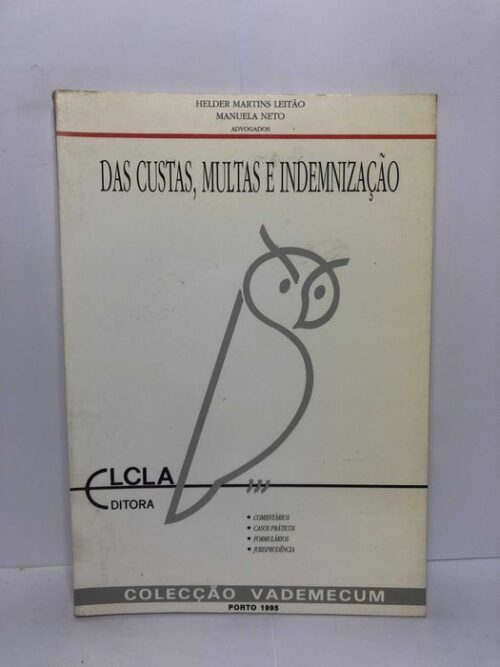 HELDER MARTINS LEITÃO
MANUELA NETO
ADVOGADOS
DAS CUSTAS, MULTAS E INDEMNIZAÇÃO
ELCLA
EDITORA
* COMENTÁRIOS
* CASOS PRÁTICOS
* FORMULÁRIOS
* JURISPRUDÊNCIA
COLECÇÃO VADEMECUM
PORTO 1995